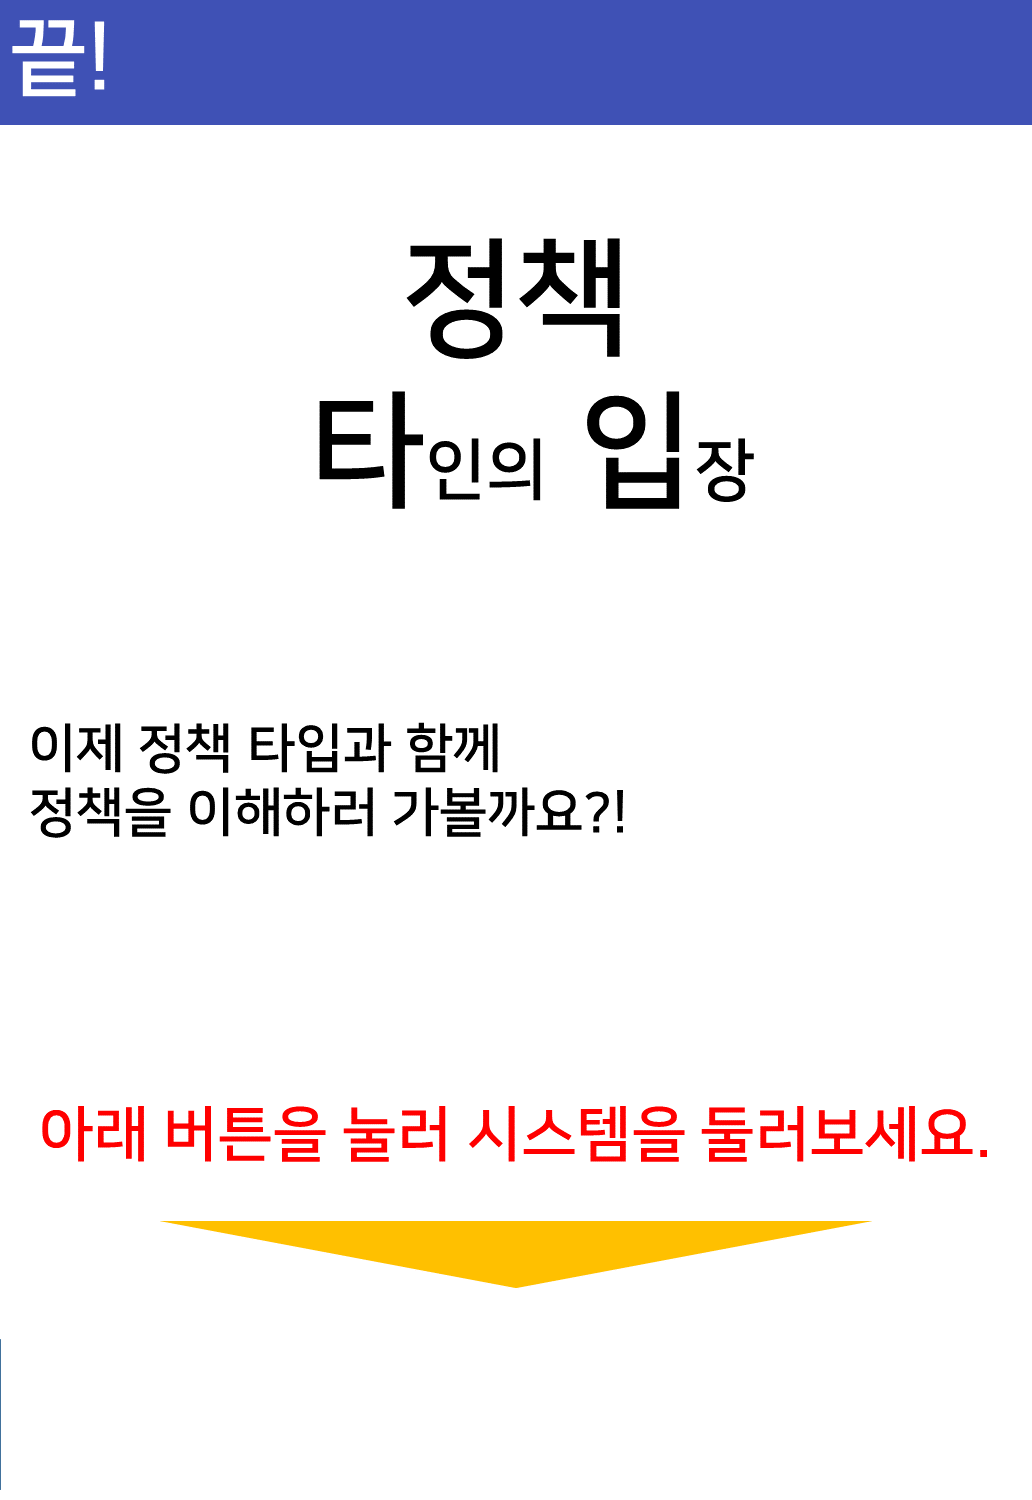 끝!
정책
타인의 입장
이제 정책 타입과 함께
정책을 이해하러 가볼까요?!
아래 버튼을 눌러 시스템을 둘러보세요.